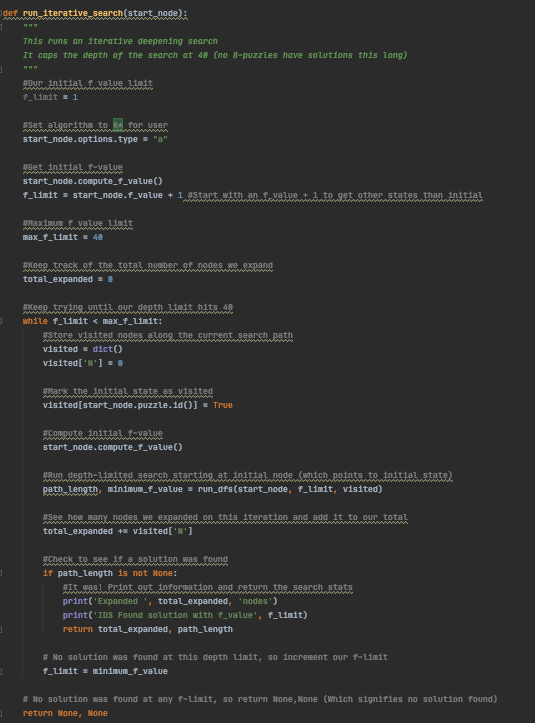 def run_iterative_search(start_node):
    """
    This runs an iterative deepening search
    It caps the depth of the search at 40 (no 8-puzzles have solutions this long)
    """
    #Our initial f value limit
    f_limit = 1
    #Set algorithm to A* for user
    start_node.options.type = "a"
    #Get initial f-value
    start_node.compute_f_value()
    f_limit = start_node.f_value + 1 #Start with an f_value + 1 to get other states than initial
    #Maximum f value limit
    max_f_limit = 40
    #Keep track of the total number of nodes we expand
    total_expanded = 0
    #Keep trying until our depth limit hits 40
    while f_limit < max_f_limit:
        #Store visited nodes along the current search path
        visited = dict()
        visited['N'] = 0
        #Mark the initial state as visited
        visited[start_node.puzzle.id()] = True
        #Compute initial f-value
        start_node.compute_f_value()
        #Run depth-limited search starting at initial node (which points to initial state)
        path_length, minimum_f_value = run_dfs(start_node, f_limit, visited)
        #See how many nodes we expanded on this iteration and add it to our total
        total_expanded += visited['N']
        #Check to see if a solution was found
        if path_length is not None:
            #It was! Print out information and return the search stats
            print('Expanded ', total_expanded, 'nodes')
            print('IDS Found solution with f_value', f_limit)
            return total_expanded, path_length
        # No solution was found at this depth limit, so increment our f-limit
        f_limit = minimum_f_value
    # No solution was found at any f-limit, so return None,None (Which signifies no solution found)
    return None, None